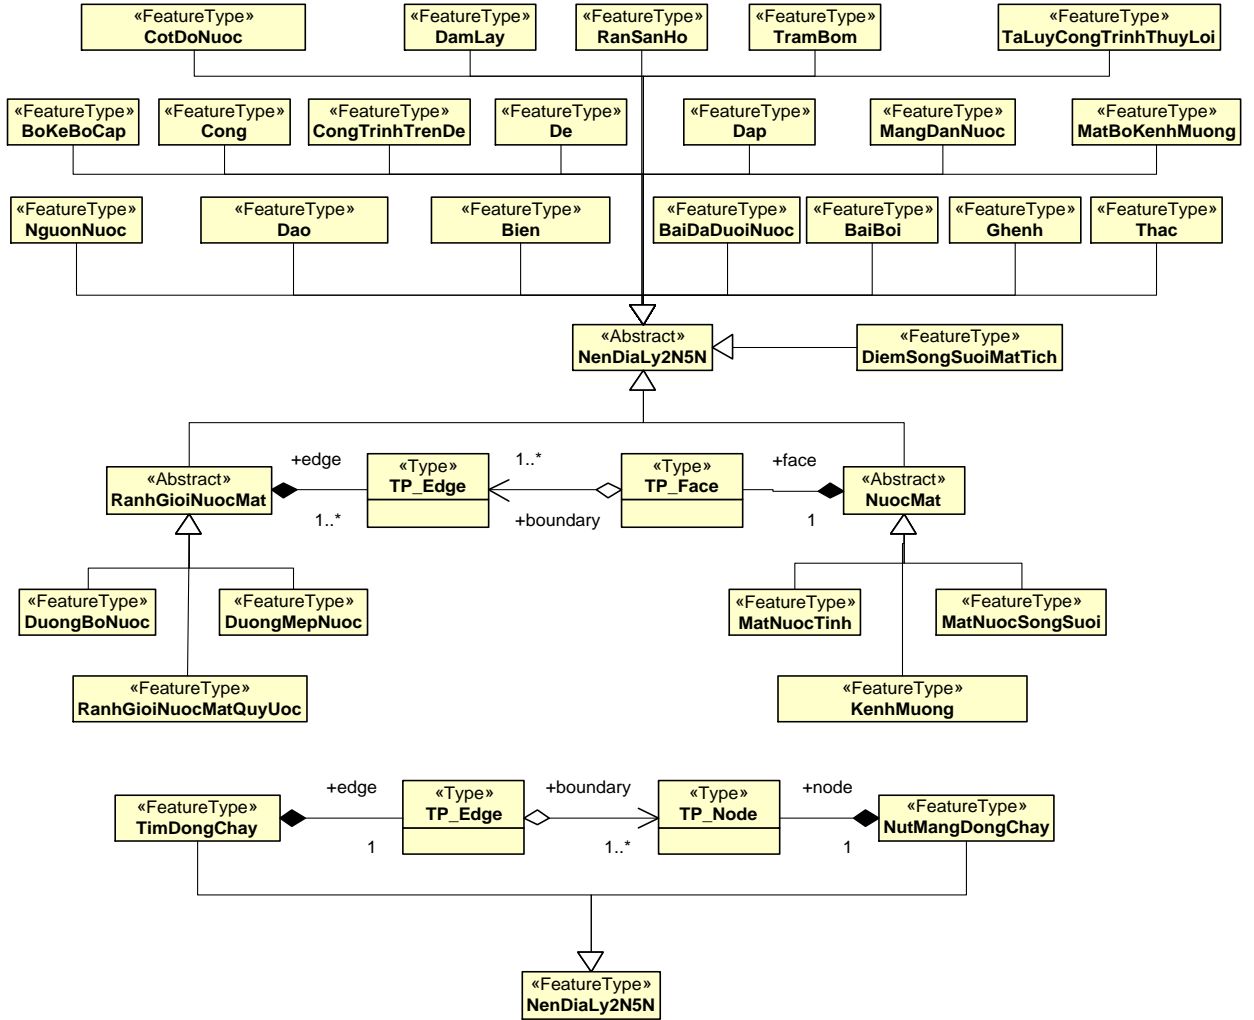 «FeatureType»
CotDoNuoc
«FeatureType»
DamLay
«FeatureType»
RanSanHo
«FeatureType»
TramBom
«FeatureType»
TaLuyCongTrinhThuyLoi
«FeatureType»
BoKeBoCap
«FeatureType»
Cong
«FeatureType»
CongTrinhTrenDe
«FeatureType»
De
«FeatureType»
Dap
«FeatureType»
MangDanNuoc
«FeatureType»
MatBoKenhMuong
«FeatureType»
NguonNuoc
«FeatureType»
Dao
«FeatureType»
Bien
«FeatureType»
BaiDaDuoiNuoc
«FeatureType»
BaiBoi
«FeatureType»
Ghenh
«FeatureType»
Thac
«Abstract»
NenDiaLy2N5N
«FeatureType»
DiemSongSuoiMatTich
«Abstract»
RanhGioiNuocMat
+edge
1..*
«Type»
TP_Edge
1..*
+boundary
«Type»
TP_Face
+face
1
«Abstract»
NuocMat
«FeatureType»
DuongBoNuoc
«FeatureType»
DuongMepNuoc
«FeatureType»
MatNuocTinh
«FeatureType»
MatNuocSongSuoi
«FeatureType»
RanhGioiNuocMatQuyUoc
«FeatureType»
KenhMuong
«FeatureType»
TimDongChay
+edge
1
«Type»
TP_Edge
+boundary
1..*
«Type»
TP_Node
+node
1
«FeatureType»
NutMangDongChay
«FeatureType»
NenDiaLy2N5N